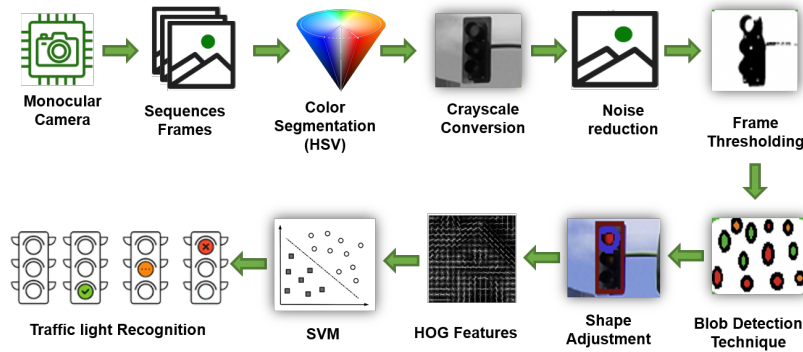 Monocular
Camera
Sequences
Frames
Color
Segmentation
(HSV)
Crayscale
Conversion
Noise
reduction
Frame
Thresholding
Blob Detection
Technique
Shape
Adjustment
HOG Features
SVM
Traffic light Recognition